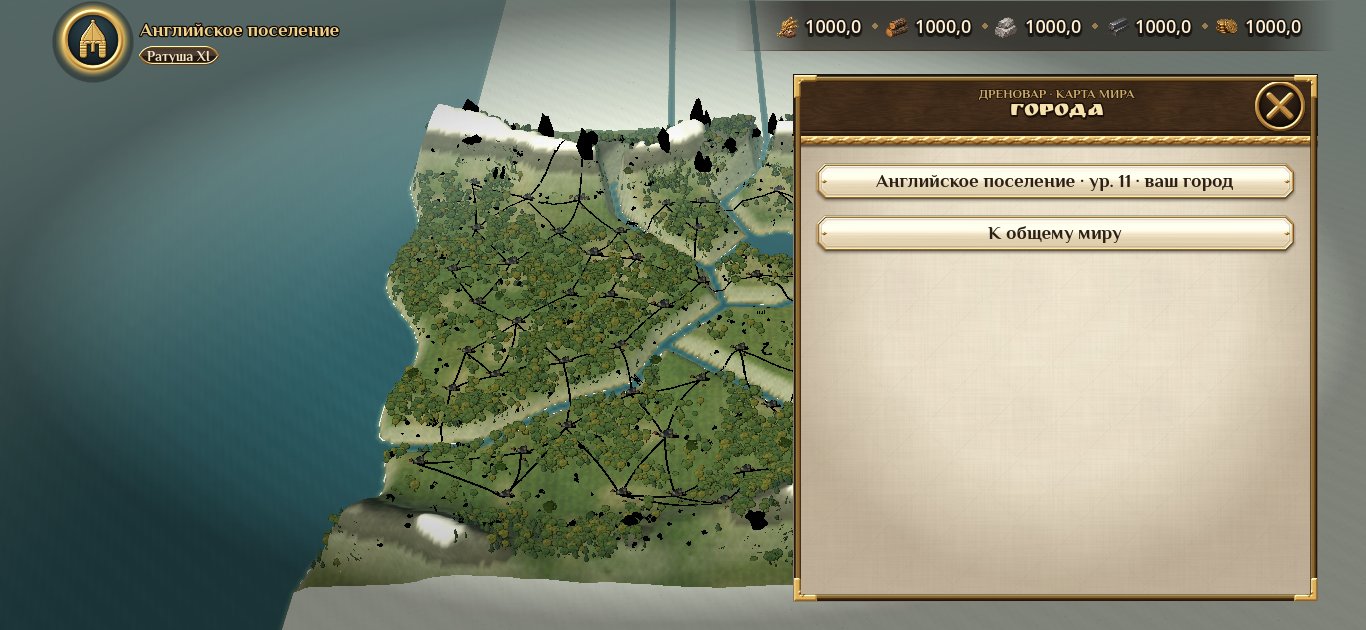 Английское поселение
Ратуша XI
1000,0 1000,0 1000,0 1000,0 1000,0
ДРЕНОВАР · КАРТА МИРА
ГОРОДА
Английское поселение · ур. 11 · ваш город
К общему миру